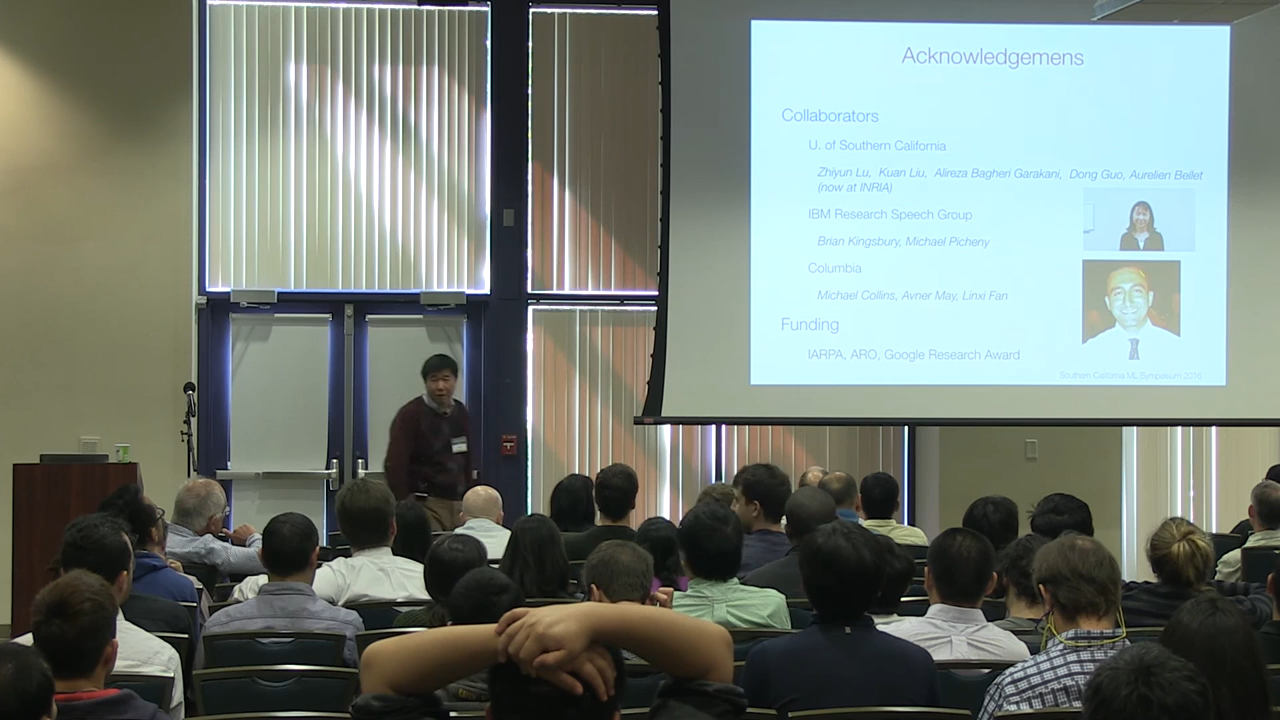 Acknowledgemens
Collaborators
U. of Southern California
Zhiyun Lu, Kuan Liu, Alireza Bagheri Garakani, Dong Guo, Aurelien Bellet
(now at INRIA)
IBM Research Speech Group
Brian Kingsbury, Michael Picheny
Columbia
Michael Collins, Avner May, Linxi Fan
Funding
IARPA, ARO, Google Research Award
Southern California ML Symposium 2016